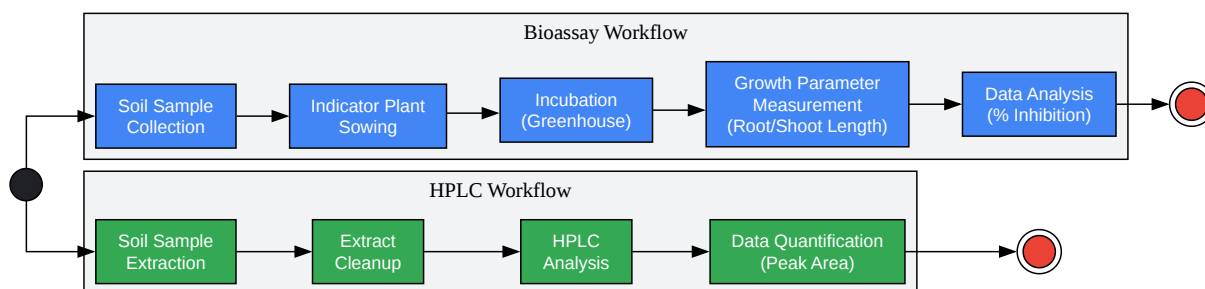 Bioassay Workflow
Soil Sample
Collection
Indicator Plant
Sowing
Incubation
(Greenhouse)
Growth Parameter
Measurement
(Root/Shoot Length)
Data Analysis
(% Inhibition)
HPLC Workflow
Soil Sample
Extraction
Extract
Cleanup
HPLC
Analysis
Data Quantification
(Peak Area)